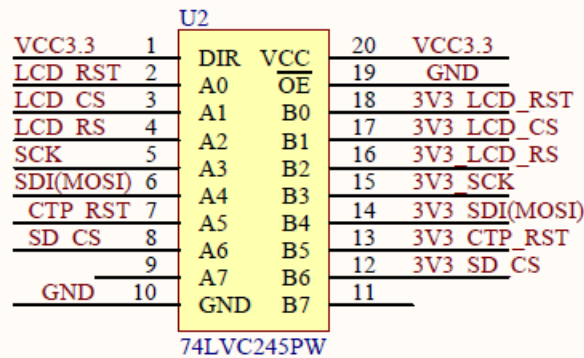 U2
VCC3.3 1 DIR VCC 20 VCC3.3
LCD_RST 2 A0 OE 19 GND
LCD_CS 3 A1 B0 18 3V3_LCD_RST
LCD_RS 4 A2 B1 17 3V3_LCD_CS
SCK 5 A3 B2 16 3V3_LCD_RS
SDI(MOSI) 6 A4 B3 15 3V3_SCK
CTP_RST 7 A5 B4 14 3V3_SDI(MOSI)
SD_CS 8 A6 B5 13 3V3_CTP_RST
9 A7 B6 12 3V3_SD_CS
GND 10 GND B7 11
74LVC245PW